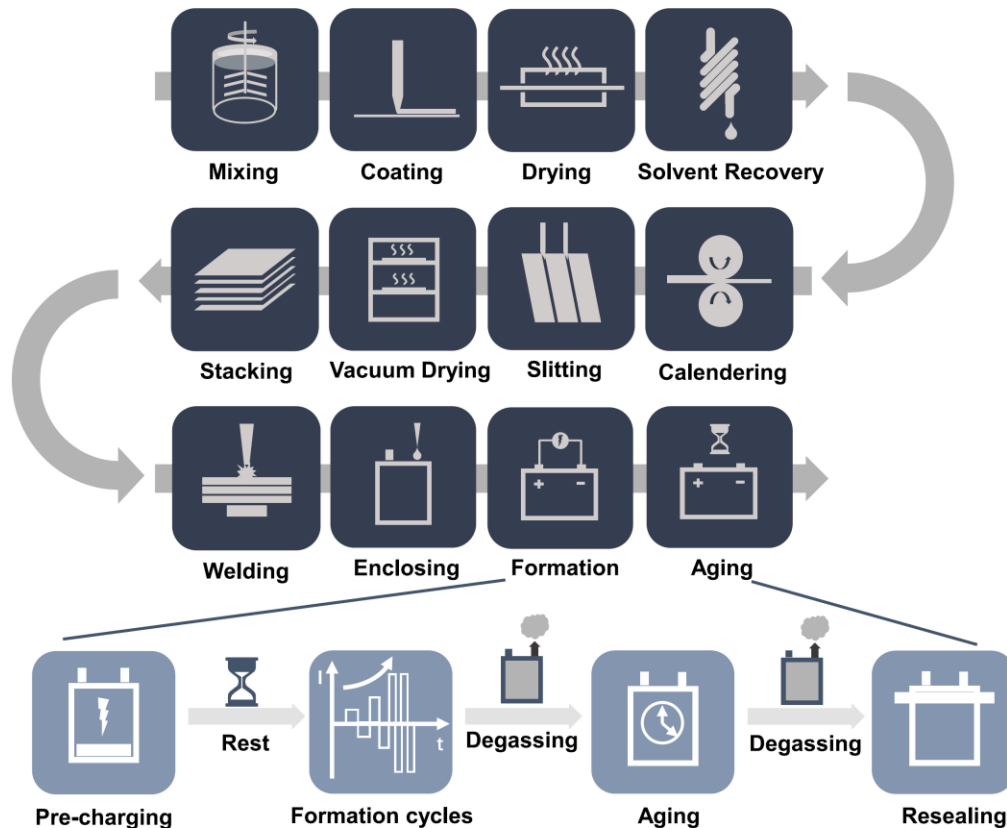 Mixing
Coating
Drying
Solvent Recovery
Stacking
Vacuum Drying
Slitting
Calendering
+ -
+ -
Welding
Enclosing
Formation
Aging
I
t
Rest
Degassing
Degassing
Pre-charging
Formation cycles
Aging
Resealing